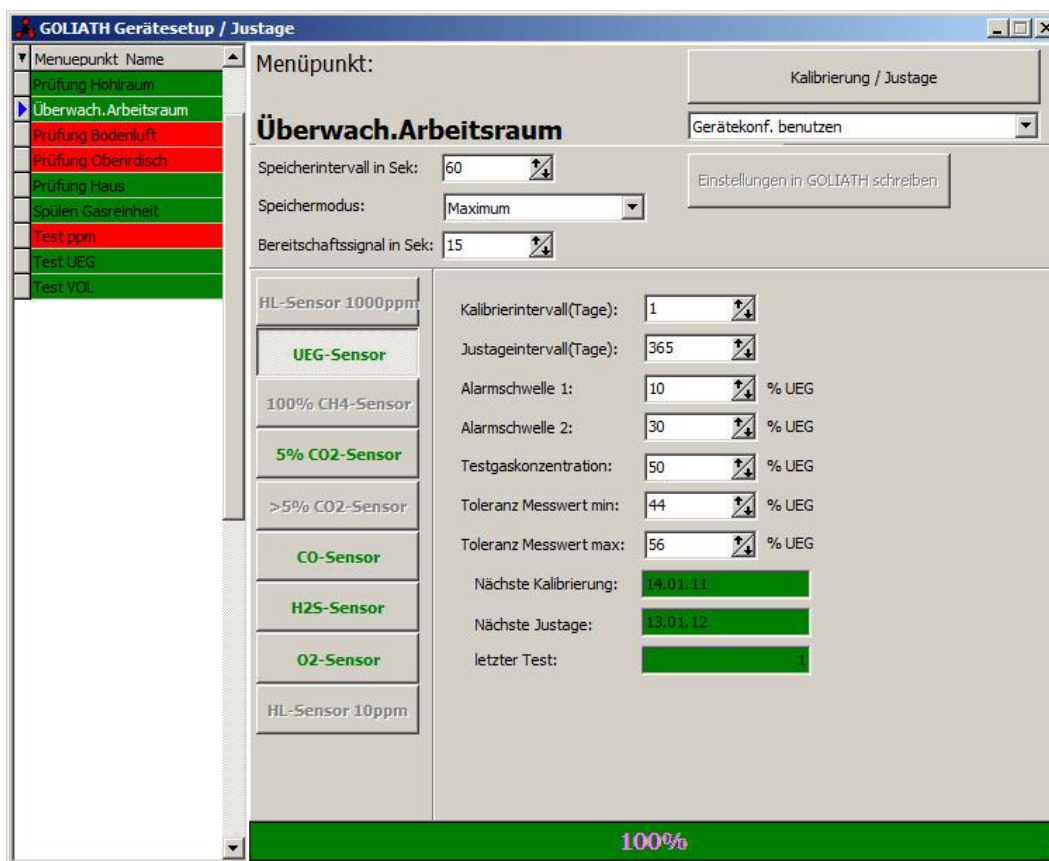 GOLIATH Gerätesetup / Justage
Menuepunkt Name
Prüfung Hohlraum
Überwach.Arbeitsraum
Prüfung Bodenluft
Prüfung Oberirdisch
Prüfung Haus
Spülen Gasreinheit
Test ppm
Test UEG
Test VOL
Menüpunkt:
Kalibrierung / Justage
Überwach.Arbeitsraum
Gerätekonf. benutzen
Speicherintervall in Sek: 60
Einstellungen in GOLIATH schreiben
Speichermodus: Maximum
Bereitschaftssignal in Sek: 15
HL-Sensor 1000ppm
UEG-Sensor
100% CH4-Sensor
5% CO2-Sensor
>5% CO2-Sensor
CO-Sensor
H2S-Sensor
O2-Sensor
HL-Sensor 10ppm
Kalibrierintervall(Tage): 1
Justageintervall(Tage): 365
Alarmschwelle 1: 10 % UEG
Alarmschwelle 2: 30 % UEG
Testgaskonzentration: 50 % UEG
Toleranz Messwert min: 44 % UEG
Toleranz Messwert max: 56 % UEG
Nächste Kalibrierung: 14.01.11
Nächste Justage: 13.01.12
letzter Test: 1
100%